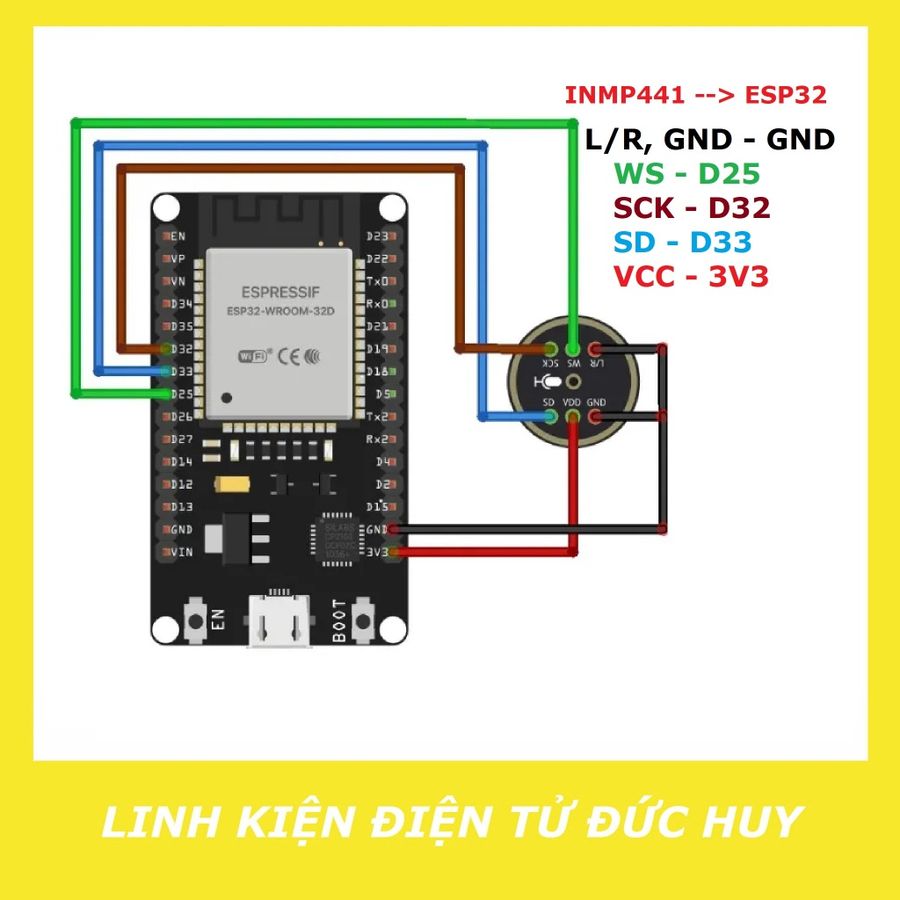 INMP441 --> ESP32
L/R, GND - GND
WS - D25
SCK - D32
SD - D33
VCC - 3V3
EN
VP
VN
D34
D35
D32
D33
D25
D26
D27
D14
D12
D13
GND
VIN
ESPRESSIF
ESP32-WROOM-32D
WiFi
CE
D23
D22
Tx0
Rx0
D21
D19
D18
D5
Tx2
Rx2
D4
D2
D15
GND
3V3
EN
BOOT
SCK WS L/R
SD VDD GND
LINH KIỆN ĐIỆN TỬ ĐỨC HUY